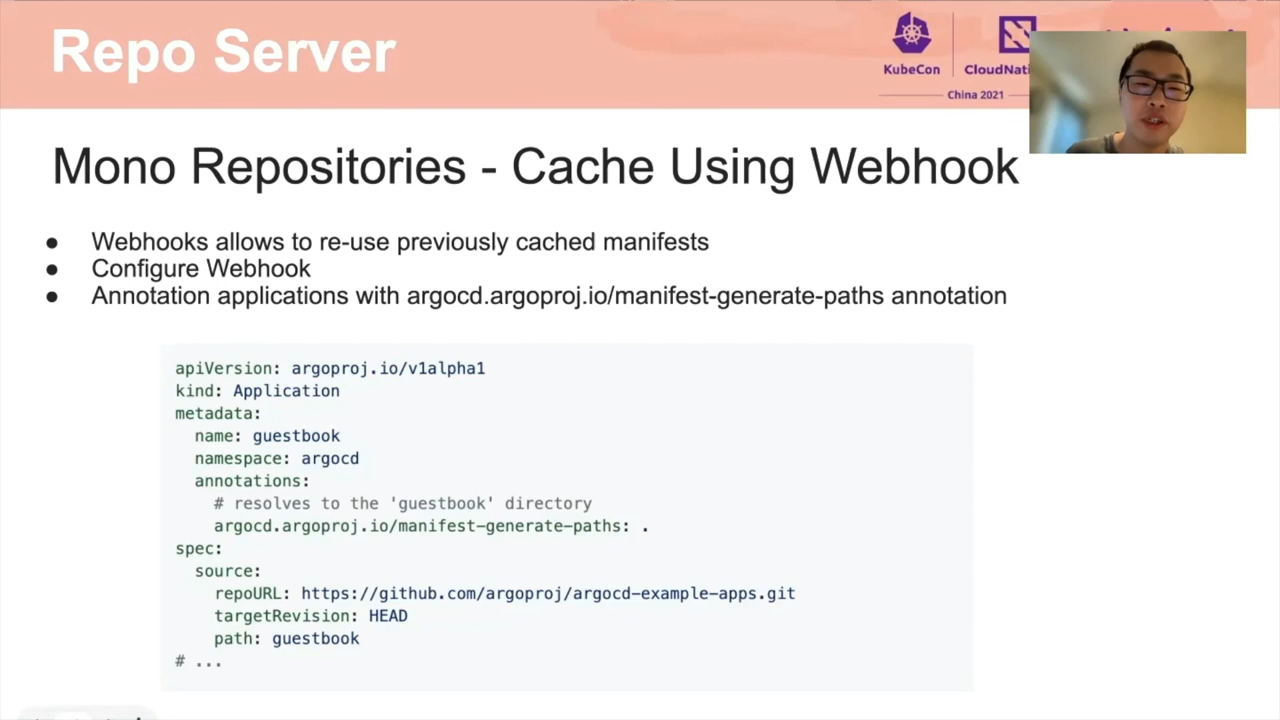 Repo Server
KubeCon
CloudNati
China 2021
Mono Repositories - Cache Using Webhook
● Webhooks allows to re-use previously cached manifests
● Configure Webhook
● Annotation applications with argocd.argoproj.io/manifest-generate-paths annotation
apiVersion: argoproj.io/v1alpha1
kind: Application
metadata:
  name: guestbook
  namespace: argocd
  annotations:
    # resolves to the 'guestbook' directory
    argocd.argoproj.io/manifest-generate-paths: .
spec:
  source:
    repoURL: https://github.com/argoproj/argocd-example-apps.git
    targetRevision: HEAD
    path: guestbook
# ...